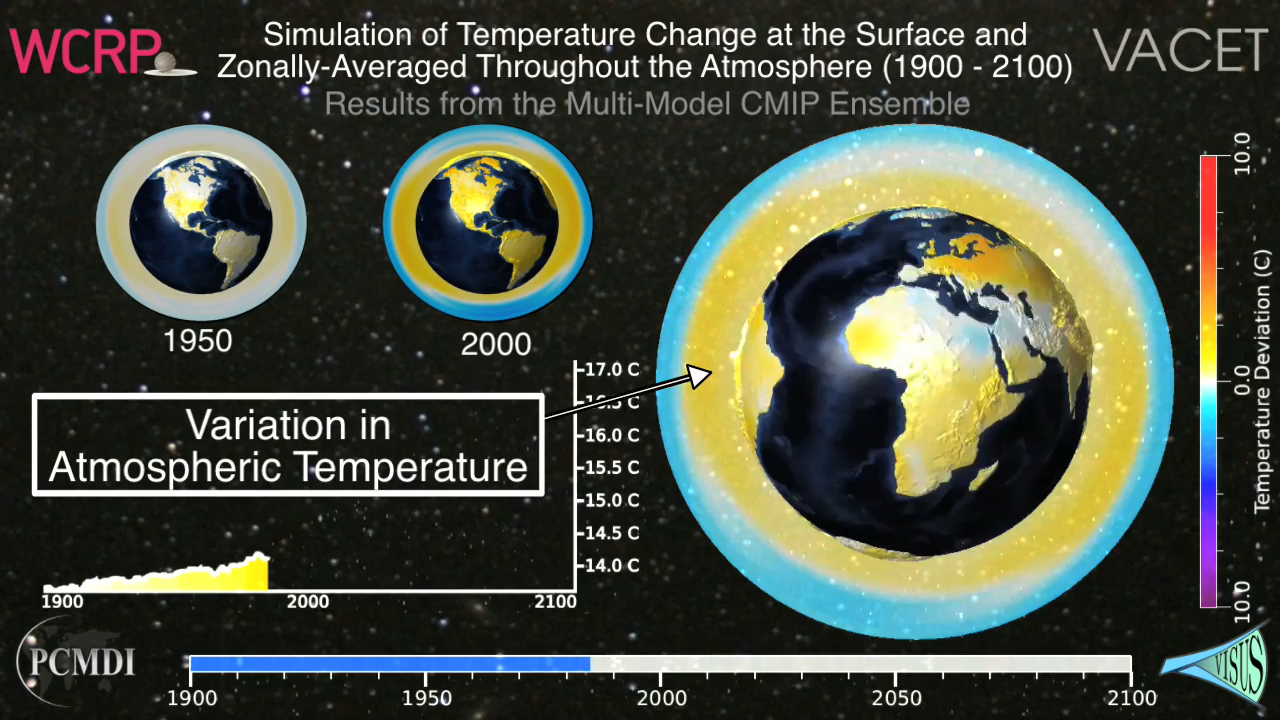 WCRP
Simulation of Temperature Change at the Surface and
Zonally-Averaged Throughout the Atmosphere (1900 - 2100)
Results from the Multi-Model CMIP Ensemble
VACET
1950
2000
17.0 C
16.5 C
16.0 C
15.5 C
15.0 C
14.5 C
14.0 C
Variation in
Atmospheric Temperature
1900 2000 2100
10.0
0.0
10.0
Temperature Deviation (C)
PCMDI
1900 1950 2000 2050 2100
VISUS